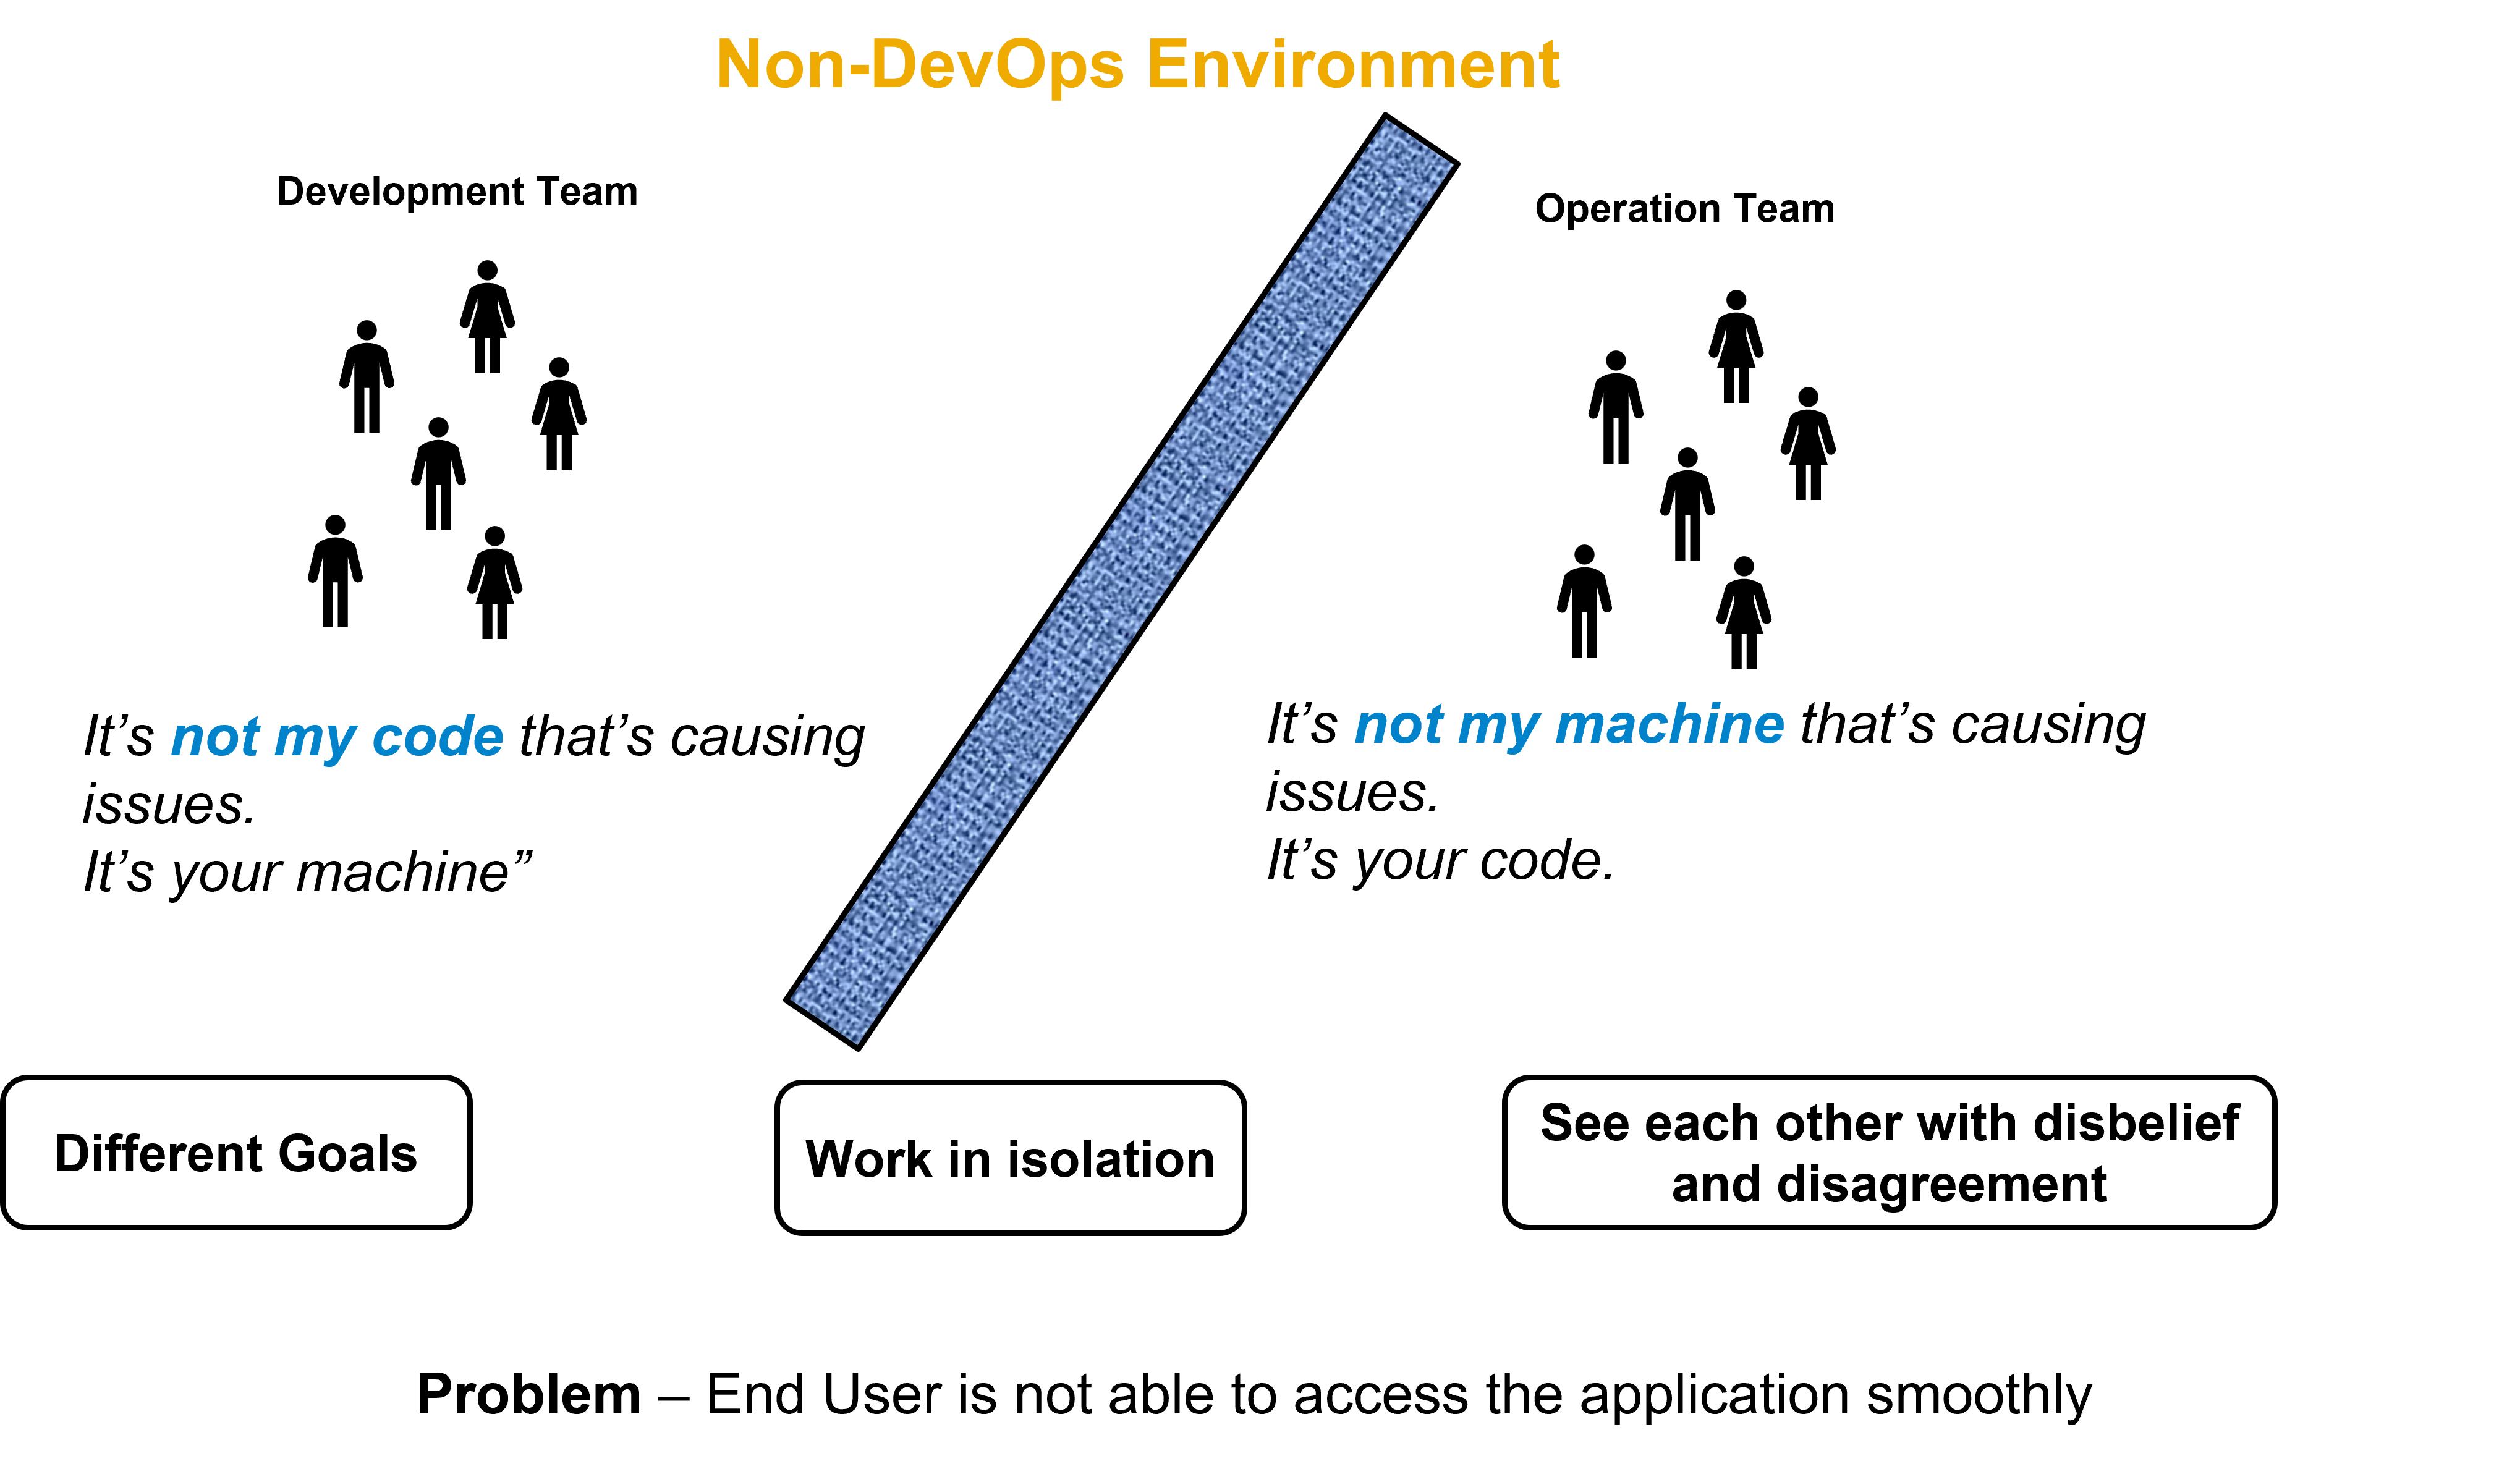 Non-DevOps Environment
Development Team
Operation Team
It’s not my code that’s causing
issues.
It’s your machine”
It’s not my machine that’s causing
issues.
It’s your code.
Different Goals
Work in isolation
See each other with disbelief
and disagreement
Problem – End User is not able to access the application smoothly